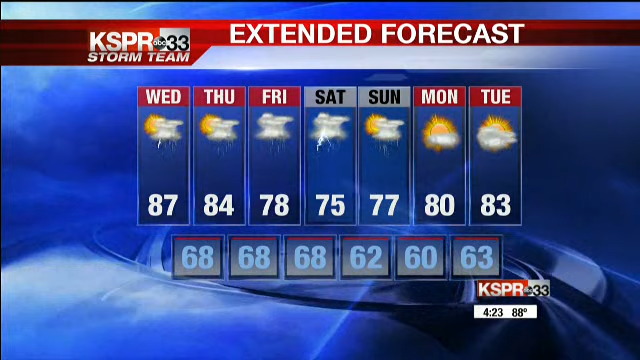 KSPR abc 33
STORM TEAM
EXTENDED FORECAST
WED THU FRI SAT SUN MON TUE
87 84 78 75 77 80 83
68 68 68 62 60 63
KSPR abc 33
4:23 88°